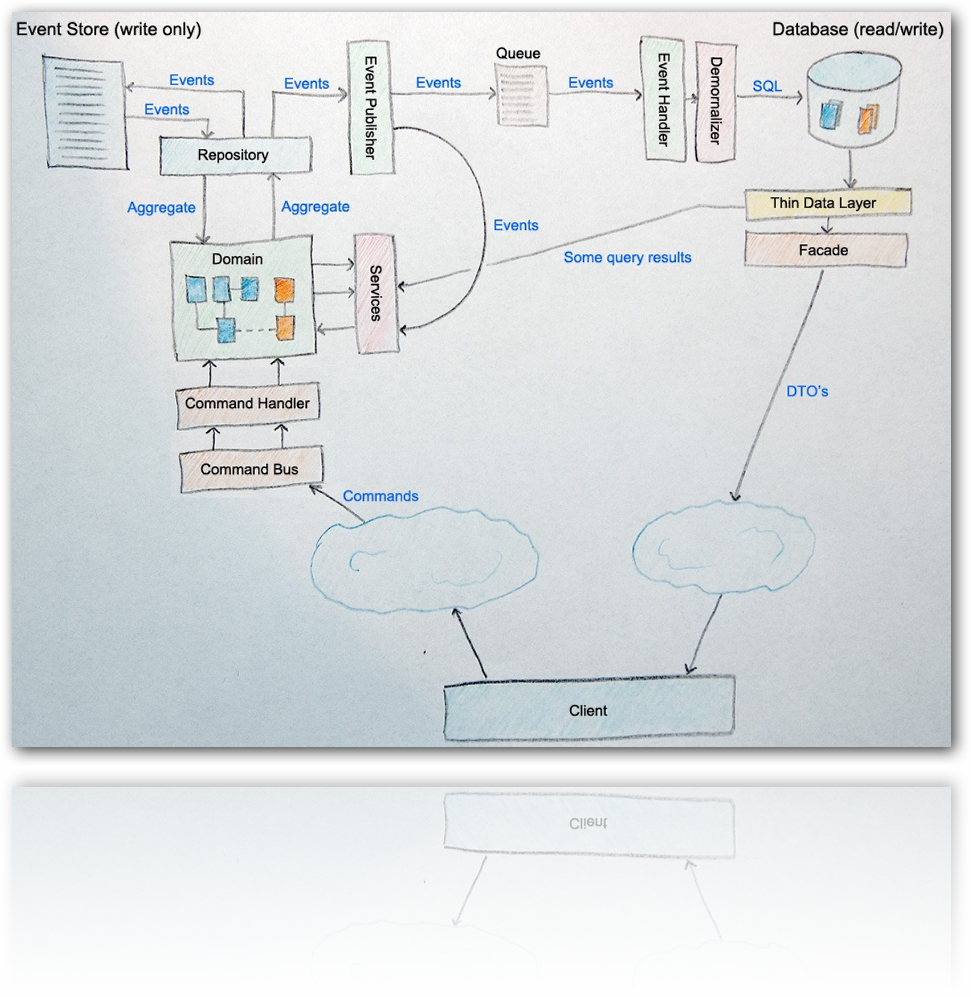 Event Store (write only)
Database (read/write)
Queue
Events
Events
Events
Events
Events
SQL
Event Publisher
Event Handler
Demornalizer
Repository
Aggregate
Aggregate
Thin Data Layer
Events
Facade
Some query results
Domain
Services
DTO's
Command Handler
Command Bus
Commands
Client
Client